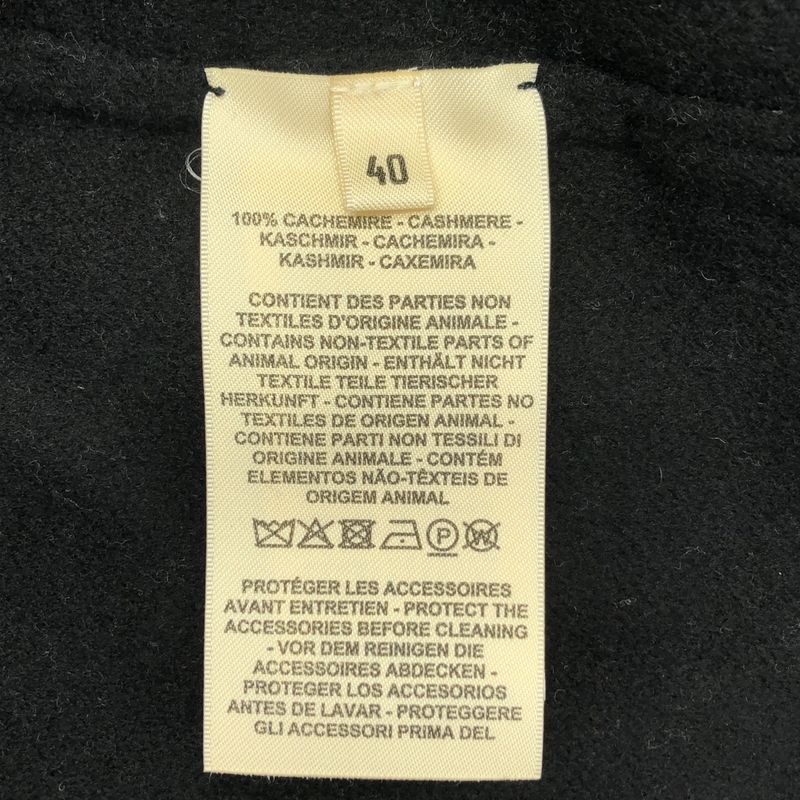 40
100% CACHEMIRE - CASHMERE -
KASCHMIR - CACHEMIRA -
KASHMIR - CAXEMIRA
CONTIENT DES PARTIES NON
TEXTILES D'ORIGINE ANIMALE -
CONTAINS NON-TEXTILE PARTS OF
ANIMAL ORIGIN - ENTHÄLT NICHT
TEXTILE TEILE TIERISCHER
HERKUNFT - CONTIENE PARTES NO
TEXTILES DE ORIGEN ANIMAL -
CONTIENE PARTI NON TESSILI DI
ORIGINE ANIMALE - CONTÉM
ELEMENTOS NÃO-TÊXTEIS DE
ORIGEM ANIMAL
P W
PROTÉGER LES ACCESSOIRES
AVANT ENTRETIEN - PROTECT THE
ACCESSORIES BEFORE CLEANING
- VOR DEM REINIGEN DIE
ACCESSOIRES ABDECKEN -
PROTEGER LOS ACCESORIOS
ANTES DE LAVAR - PROTEGGERE
GLI ACCESSORI PRIMA DEL